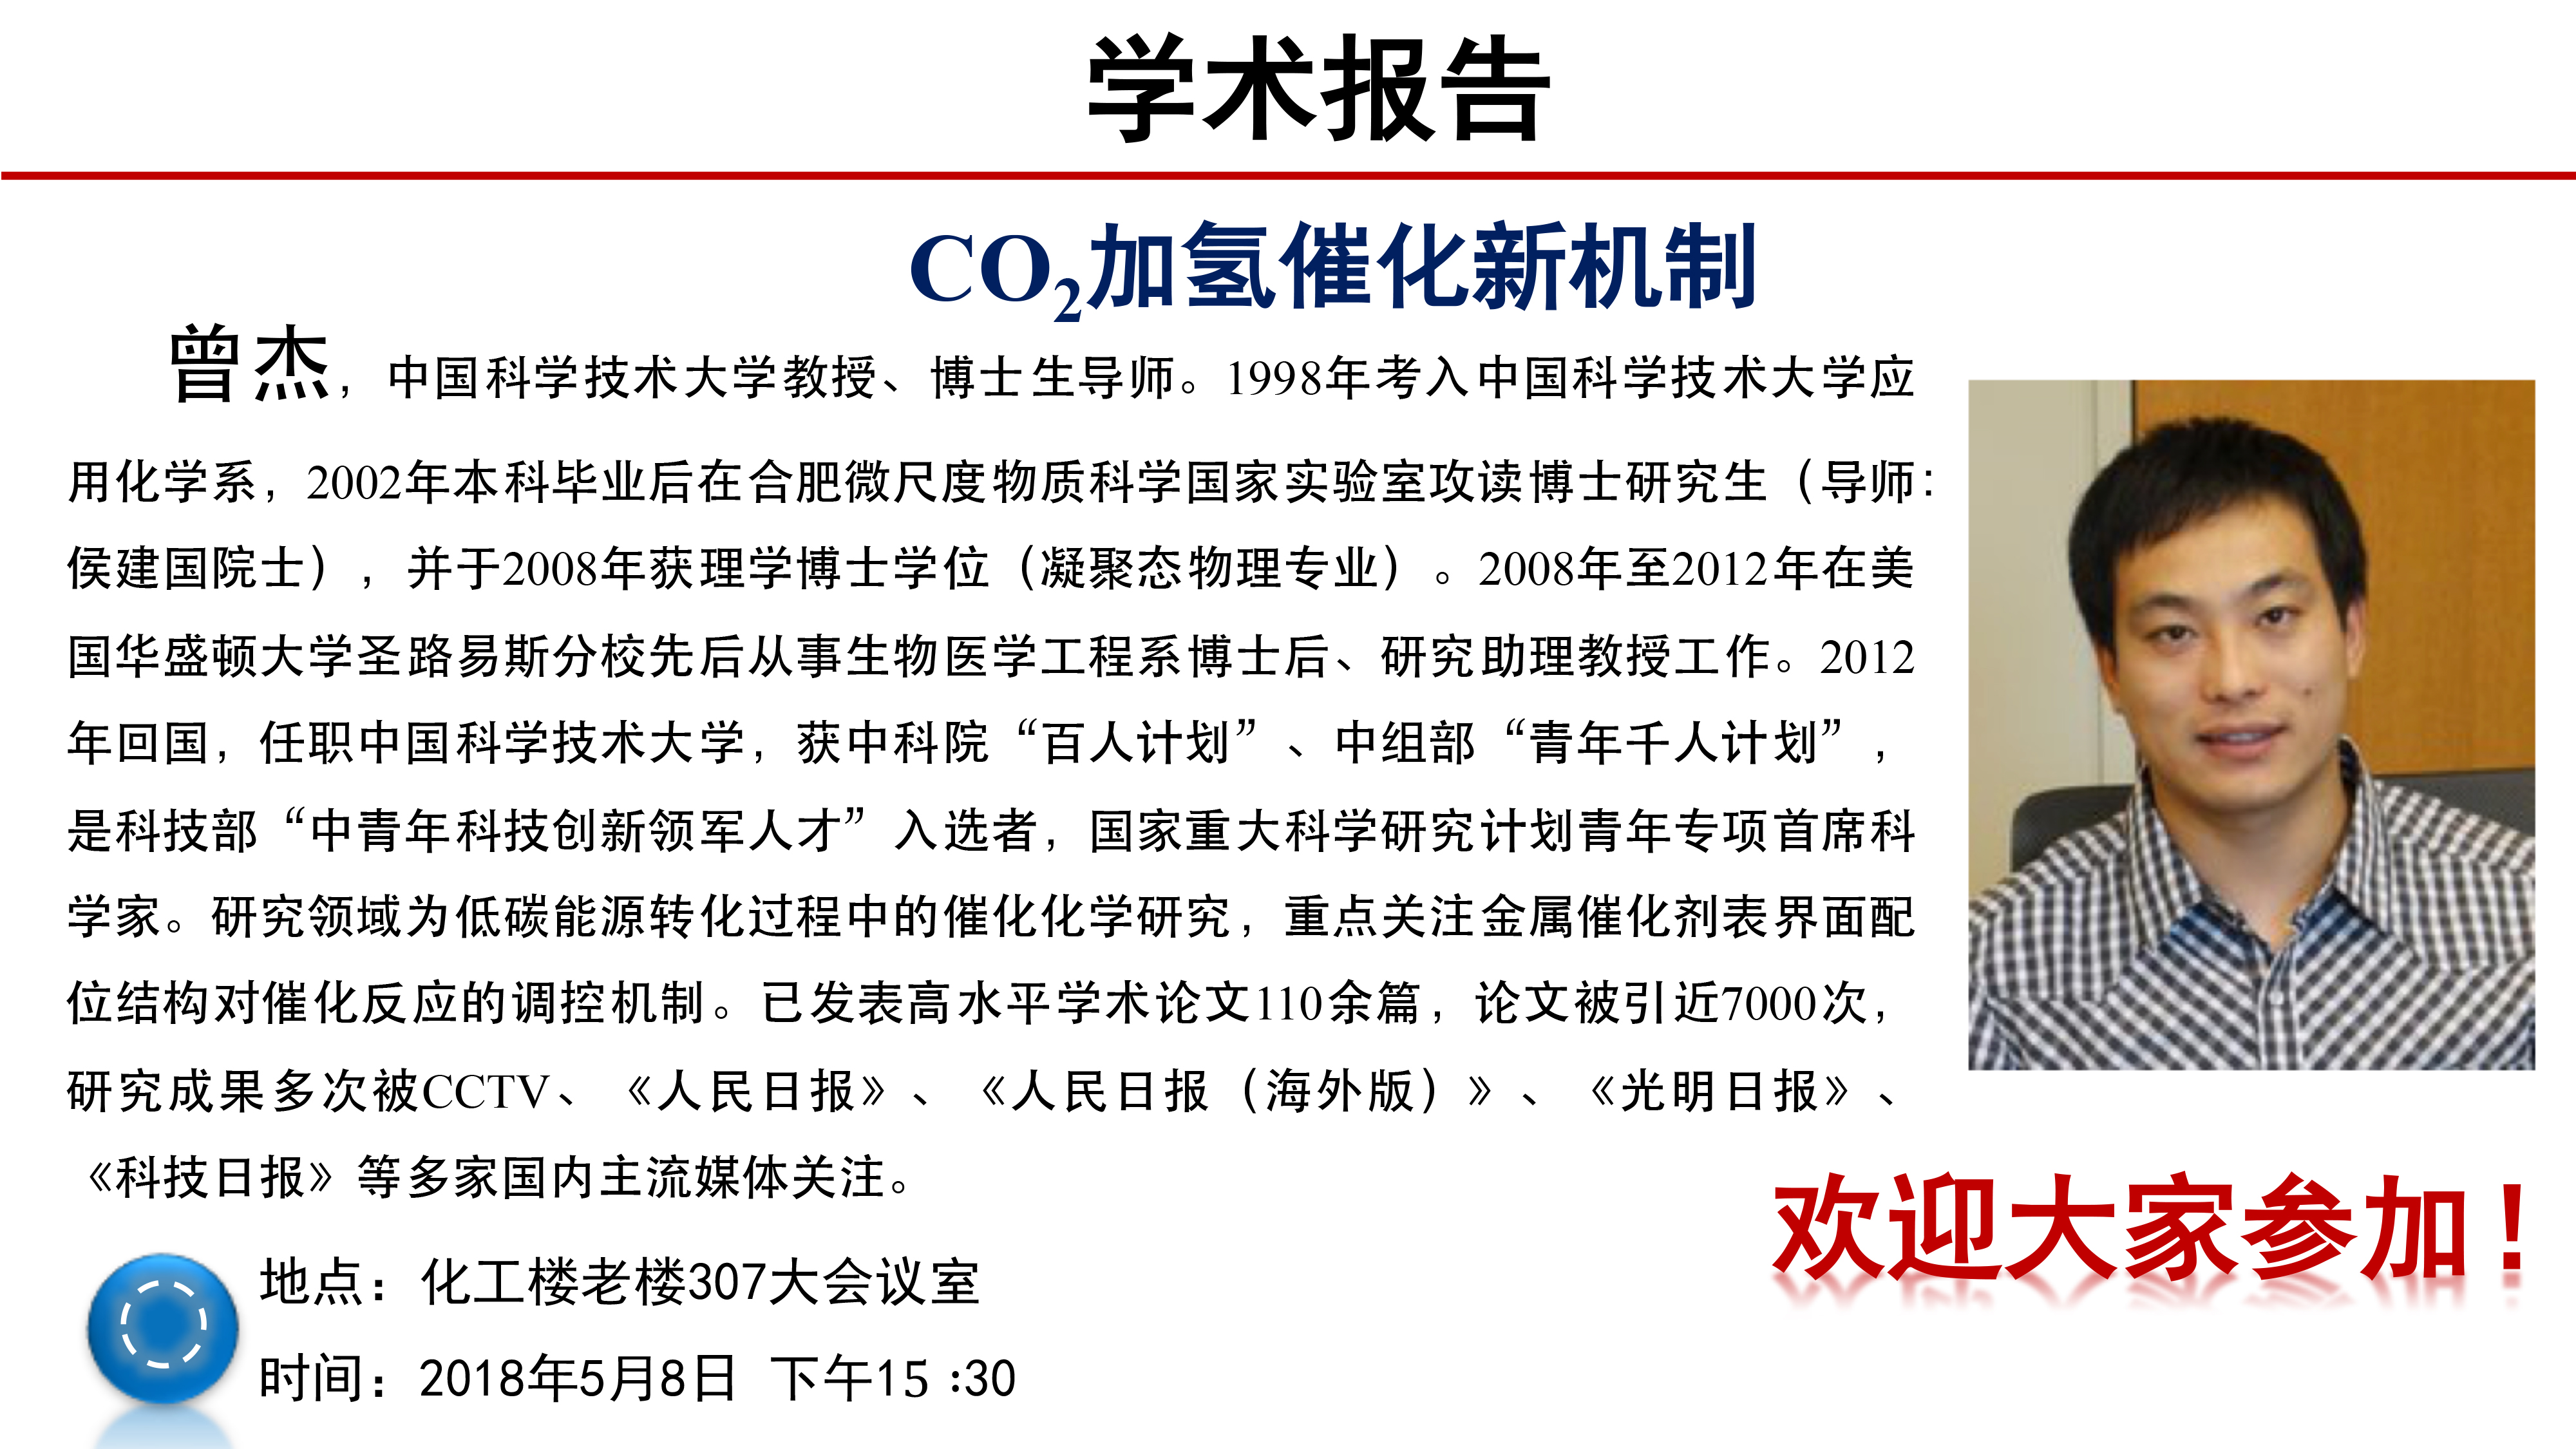 学术报告
CO₂加氢催化新机制
曾杰，中国科学技术大学教授、博士生导师。1998年考入中国科学技术大学应
用化学系，2002年本科毕业后在合肥微尺度物质科学国家实验室攻读博士研究生（导师：
侯建国院士），并于2008年获理学博士学位（凝聚态物理专业）。2008年至2012年在美
国华盛顿大学圣路易斯分校先后从事生物医学工程系博士后、研究助理教授工作。2012
年回国，任职中国科学技术大学，获中科院“百人计划”、中组部“青年千人计划”，
是科技部“中青年科技创新领军人才”入选者，国家重大科学研究计划青年专项首席科
学家。研究领域为低碳能源转化过程中的催化化学研究，重点关注金属催化剂表界面配
位结构对催化反应的调控机制。已发表高水平学术论文110余篇，论文被引近7000次，
研究成果多次被CCTV、《人民日报》、《人民日报（海外版）》、《光明日报》、
《科技日报》等多家国内主流媒体关注。
欢迎大家参加！
地点：化工楼老楼307大会议室
时间：2018年5月8日 下午15 :30